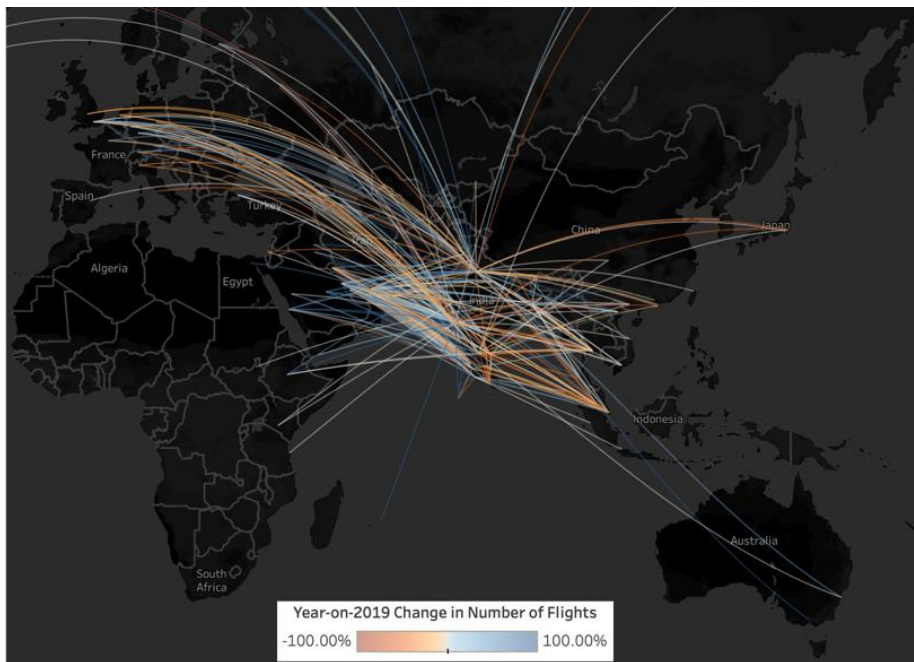 France
Spain
Turkey
Iran
China
Japan
Algeria
Egypt
India
Indonesia
Australia
South
Africa
Year-on-2019 Change in Number of Flights
-100.00%
100.00%